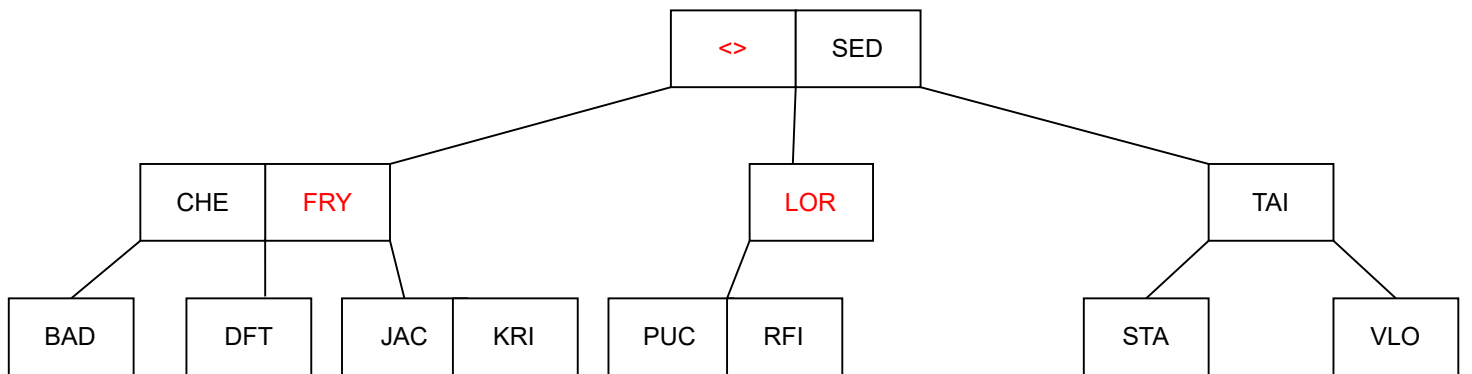 <> SED
CHE FRY LOR TAI
BAD DFT JAC KRI PUC RFI STA VLO